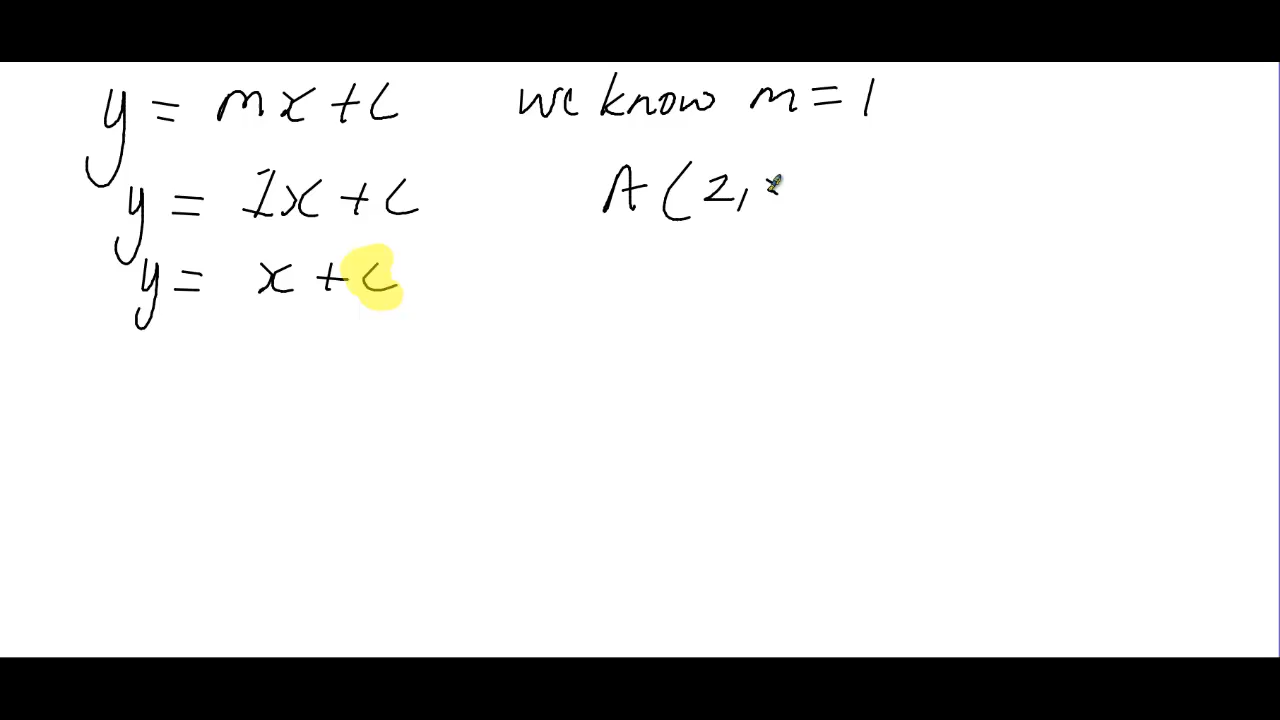 y = mx + c we know m = 1
y = 1x + c A(2,
y = x + c